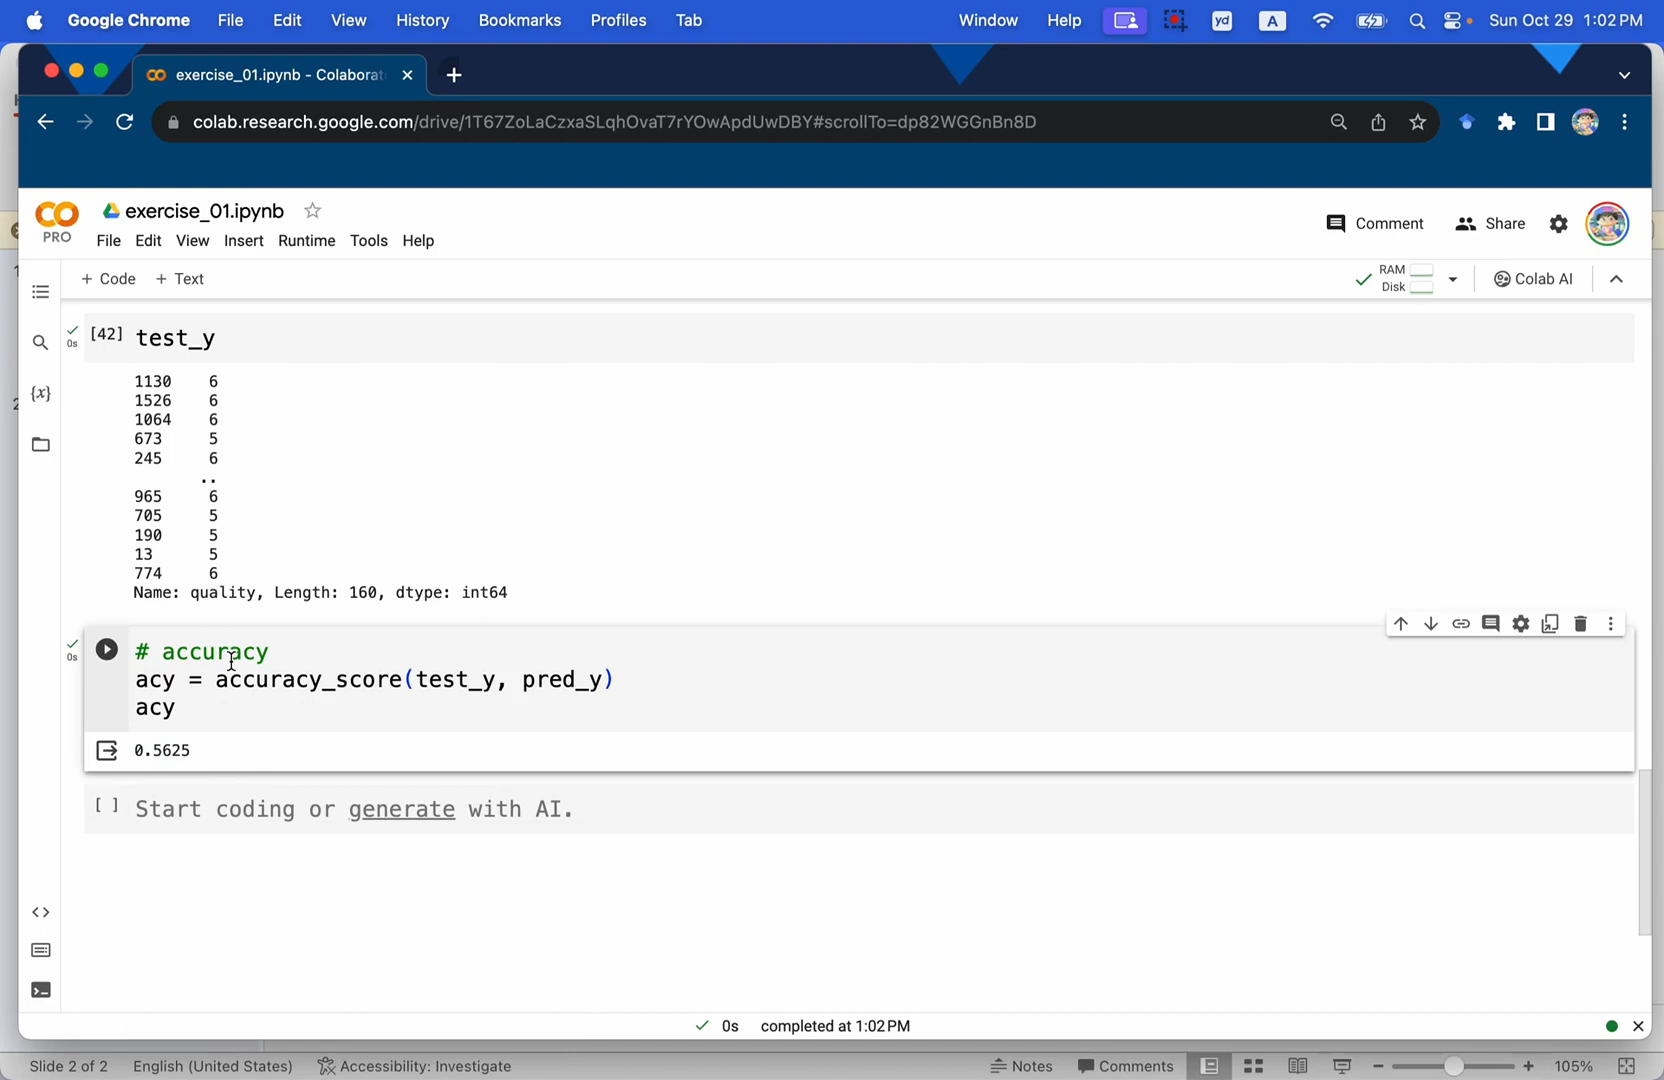 Google Chrome File Edit View History Bookmarks Profiles Tab Window Help yd A Sun Oct 29 1:02 PM
exercise_01.ipynb - Colaborat
colab.research.google.com/drive/1T67ZoLaCzxaSLqhOvaT7rYOwApdUwDBY#scrollTo=dp82WGGnBn8D
PRO
exercise_01.ipynb
Comment
Share
File Edit View Insert Runtime Tools Help
+ Code + Text
RAM
Disk
Colab AI
0s
[42] test_y
1130 6
1526 6
1064 6
673 5
245 6
..
965 6
705 5
190 5
13 5
774 6
Name: quality, Length: 160, dtype: int64
0s
# accuracy
acy = accuracy_score(test_y, pred_y)
acy
0.5625
[ ] Start coding or generate with AI.
{x}
0s completed at 1:02 PM
Slide 2 of 2 English (United States) Accessibility: Investigate Notes Comments 105%